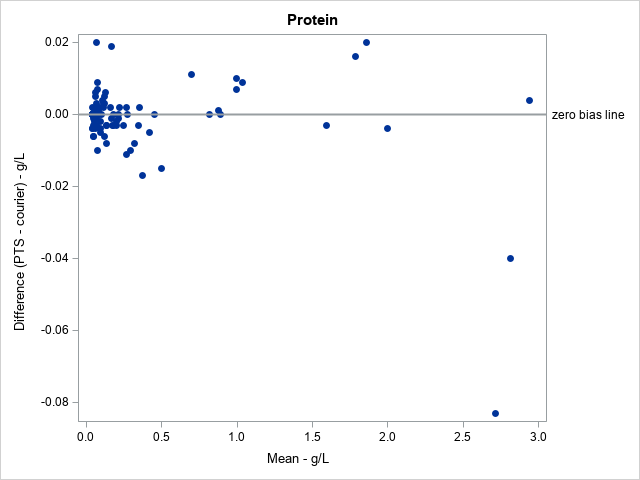 Protein
Difference (PTS - courier) - g/L
0.02
0.00
-0.02
-0.04
-0.06
-0.08
zero bias line
0.0 0.5 1.0 1.5 2.0 2.5 3.0
Mean - g/L